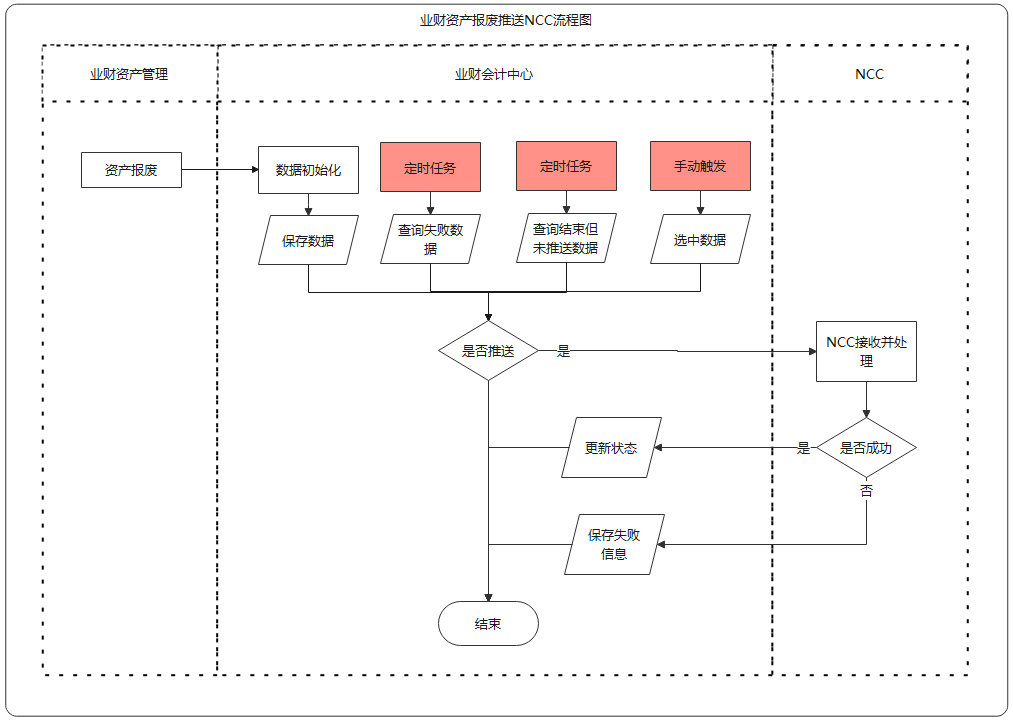 业财资产报废推送NCC流程图
业财资产管理
业财会计中心
NCC
资产报废
数据初始化
定时任务
定时任务
手动触发
保存数据
查询失败数
据
查询结束但
未推送数据
选中数据
是否推送
是
NCC接收并处
理
更新状态
是
是否成功
否
保存失败
信息
结束